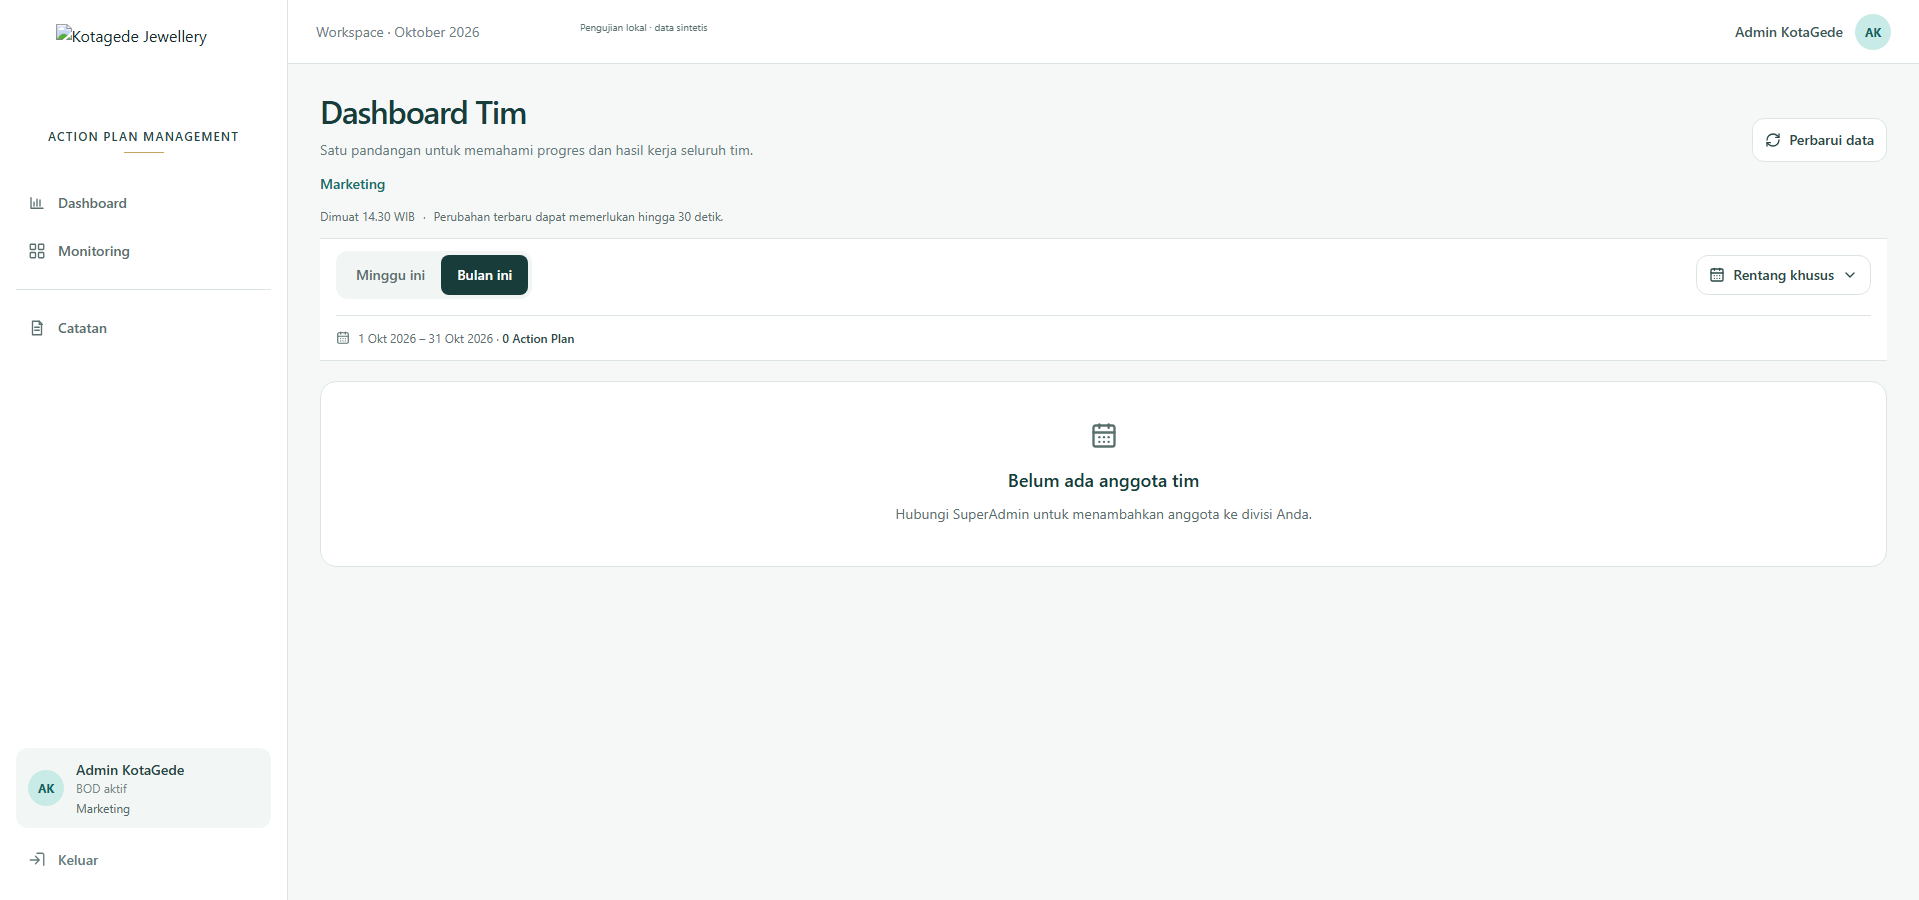 Kotagede Jewellery
ACTION PLAN MANAGEMENT
Dashboard
Monitoring
Catatan
AK
Admin KotaGede
BOD aktif
Marketing
Keluar
Workspace · Oktober 2026
Pengujian lokal · data sintetis
Admin KotaGede
AK
Dashboard Tim
Satu pandangan untuk memahami progres dan hasil kerja seluruh tim.
Marketing
Dimuat 14.30 WIB · Perubahan terbaru dapat memerlukan hingga 30 detik.
Perbarui data
Minggu ini
Bulan ini
Rentang khusus
1 Okt 2026 – 31 Okt 2026 · 0 Action Plan
Belum ada anggota tim
Hubungi SuperAdmin untuk menambahkan anggota ke divisi Anda.